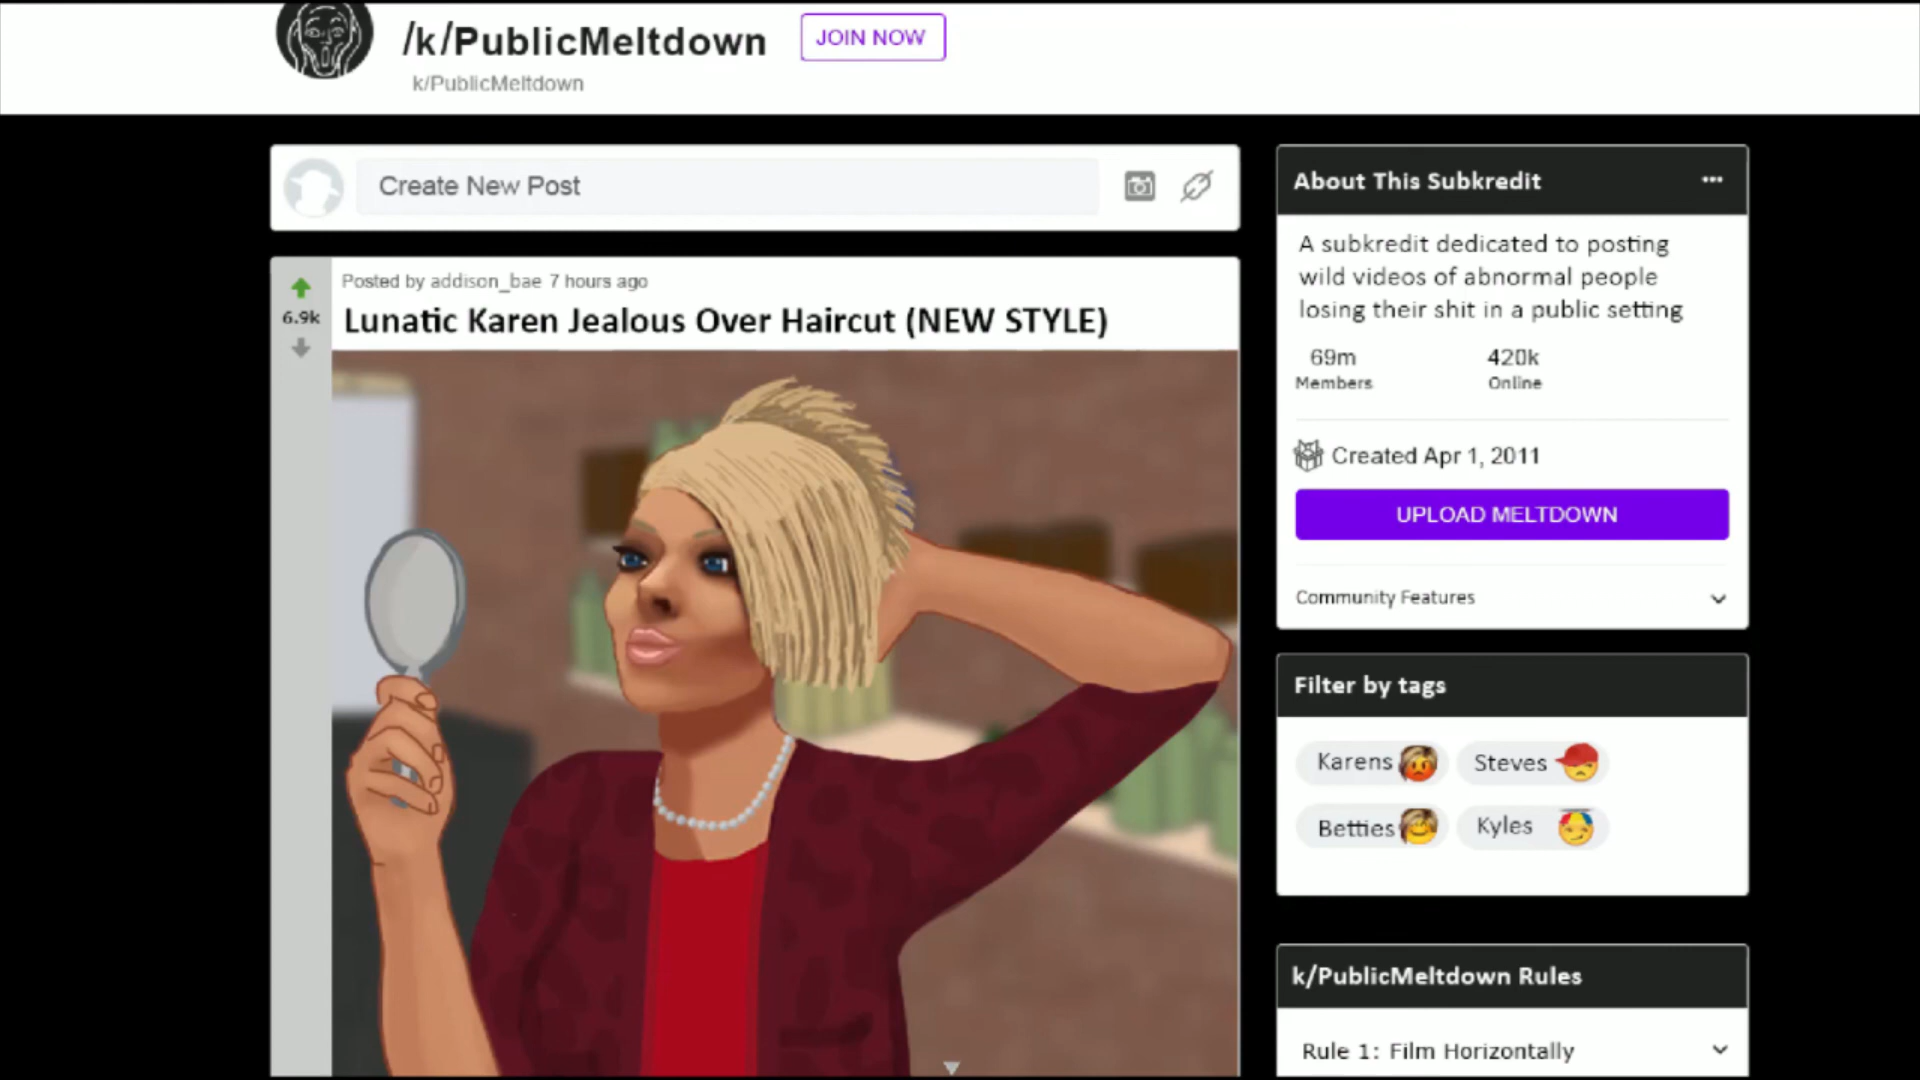 /k/PublicMeltdown
JOIN NOW
k/PublicMeltdown
Create New Post
Posted by addison_bae 7 hours ago
6.9k
Lunatic Karen Jealous Over Haircut (NEW STYLE)
About This Subkredit
A subkredit dedicated to posting
wild videos of abnormal people
losing their shit in a public setting
69m 420k
Members Online
Created Apr 1, 2011
UPLOAD MELTDOWN
Community Features
Filter by tags
Karens Steves
Betties Kyles
k/PublicMeltdown Rules
Rule 1: Film Horizontally